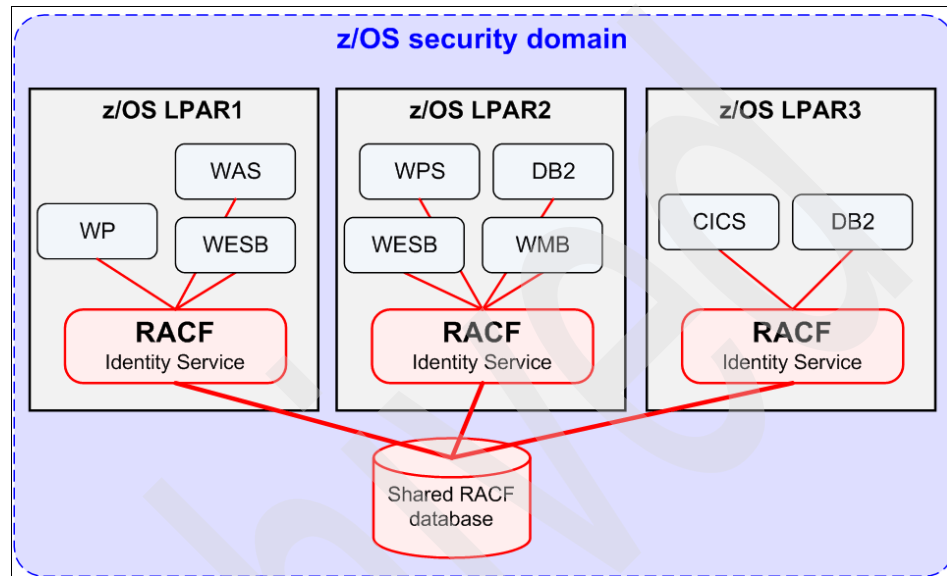 z/OS security domain
z/OS LPAR1
WAS
WP
WESB
RACF
Identity Service
z/OS LPAR2
WPS
DB2
WESB
WMB
RACF
Identity Service
z/OS LPAR3
CICS
DB2
RACF
Identity Service
Shared RACF
database